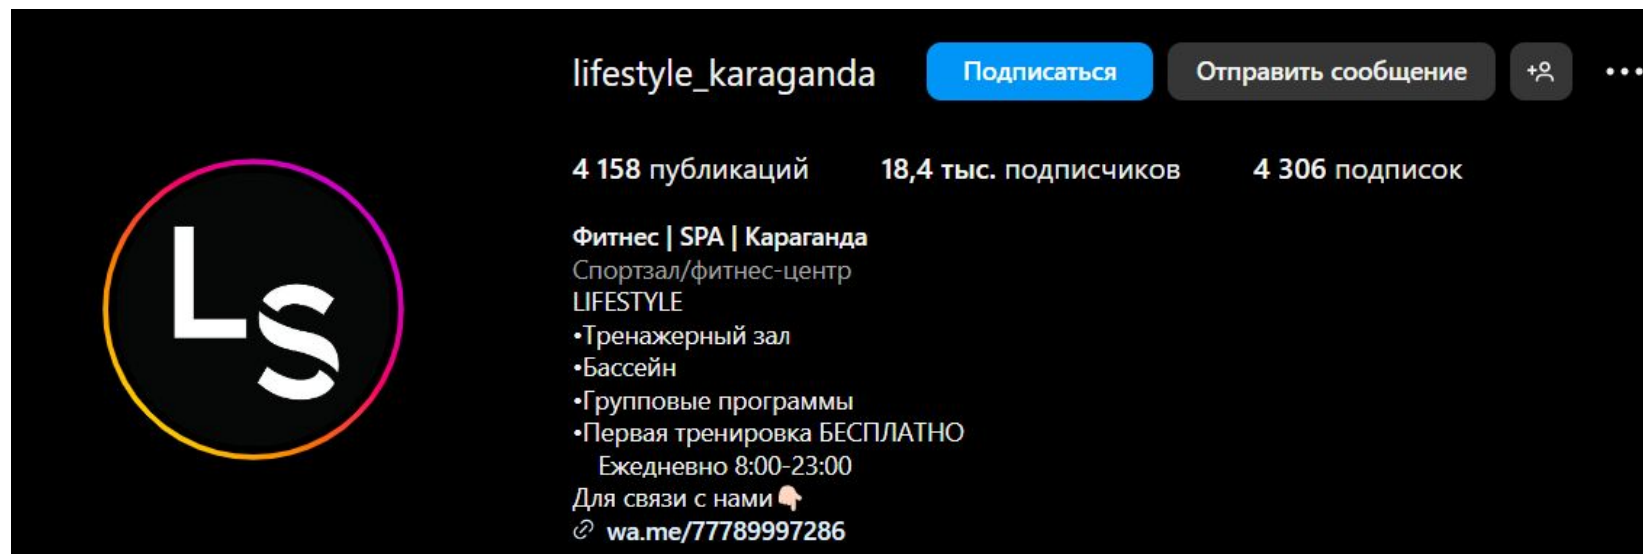 lifestyle_karaganda Подписаться Отправить сообщение
4 158 публикаций 18,4 тыс. подписчиков 4 306 подписок
LS
Фитнес | SPA | Караганда
Спортзал/фитнес-центр
LIFESTYLE
•Тренажерный зал
•Бассейн
•Групповые программы
•Первая тренировка БЕСПЛАТНО
Ежедневно 8:00-23:00
Для связи с нами👇🏻
wa.me/77789997286